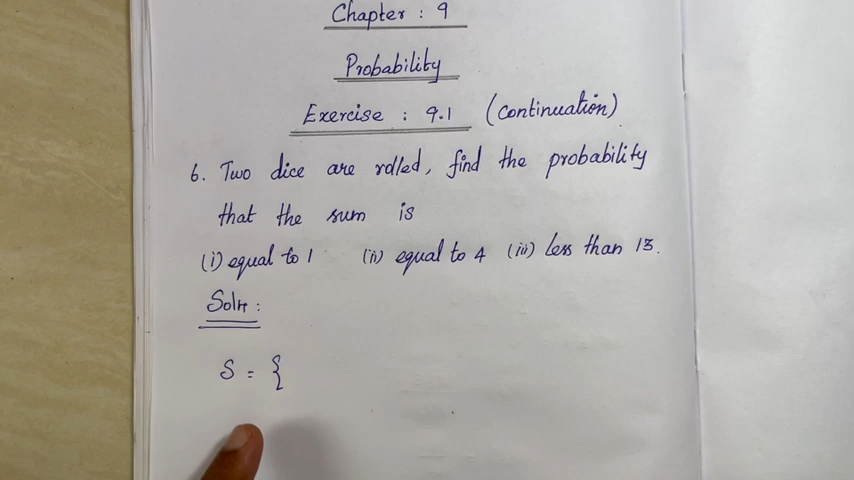 Chapter : 9
Probability
Exercise : 9.1 (continuation)
6. Two dice are rolled, find the probability
that the sum is
(i) equal to 1 (ii) equal to 4 (iii) less than 13.
Soln :
S = {